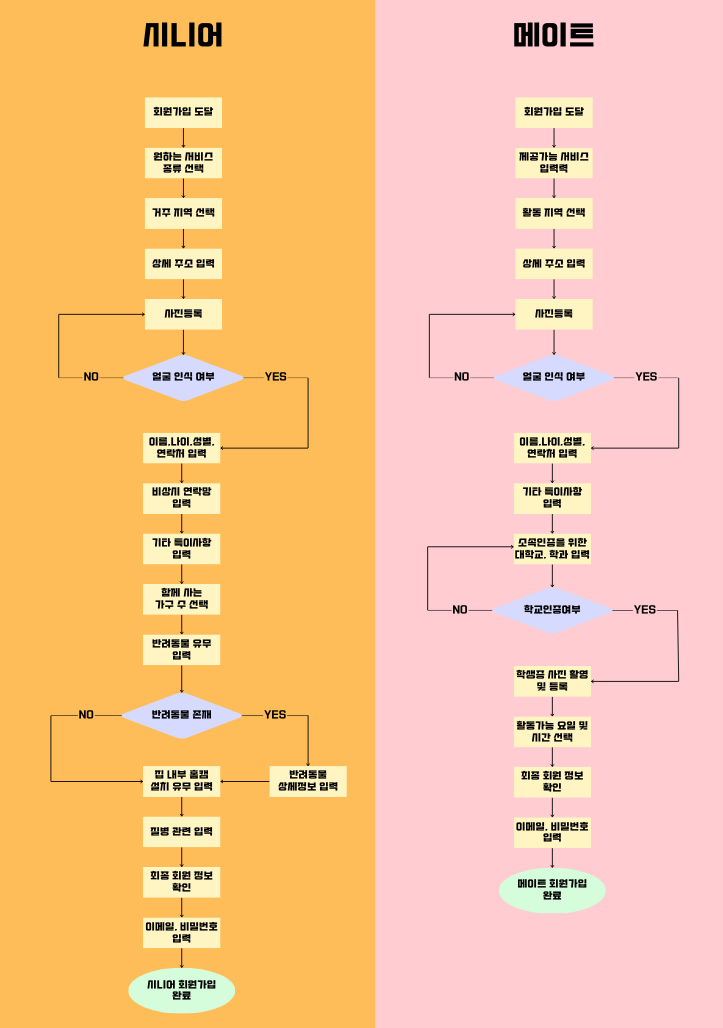 시니어
회원가입 도달
원하는 서비스
종류 선택
거주 지역 선택
상세 주소 입력
사진등록
얼굴 인식 여부
NO
YES
이름,나이,성별,
연락처 입력
비상시 연락망
입력
기타 특이사항
입력
함께 사는
가구 수 선택
반려동물 유무
입력
반려동물 존재
NO
YES
집 내부 홈캠
설치 유무 입력
반려동물
상세정보 입력
질병 관련 입력
최종 회원 정보
확인
이메일, 비밀번호
입력
시니어 회원가입
완료
메이트
회원가입 도달
제공가능 서비스
입력력
활동 지역 선택
상세 주소 입력
사진등록
얼굴 인식 여부
NO
YES
이름,나이,성별,
연락처 입력
기타 특이사항
입력
소속인증을 위한
대학교, 학과 입력
학교인증여부
NO
YES
학생증 사진 촬영
및 등록
활동가능 요일 및
시간 선택
최종 회원 정보
확인
이메일, 비밀번호
입력
메이트 회원가입
완료